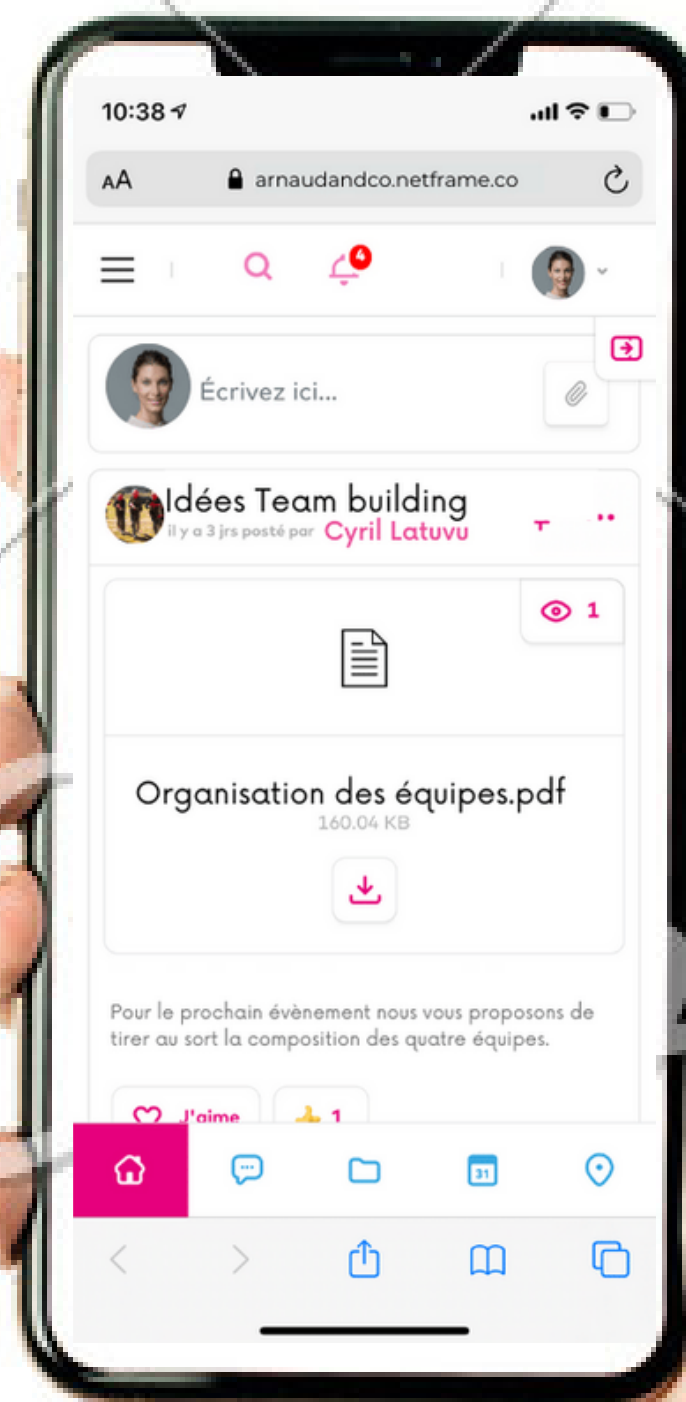 10:38
AA arnaudandco.netframe.co
4
Écrivez ici...
Idées Team building
il y a 3 jrs posté par Cyril Latuvu
1
Organisation des équipes.pdf
160.04 KB
Pour le prochain évènement nous vous proposons de
tirer au sort la composition des quatre équipes.
J'aime 1
31